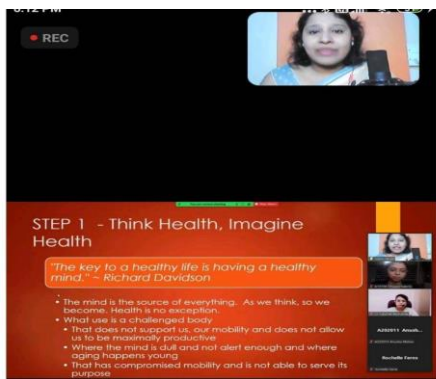 6:12 PM
REC
STEP 1 - Think Health, Imagine
Health
"The key to a healthy life is having a healthy
mind." ~ Richard Davidson
• The mind is the source of everything. As we think, so we
become. Health is no exception.
• What use is a challenged body
• That does not support us, our mobility and does not allow
us to be maximally productive
• Where the mind is dull and not alert enough and where
aging happens young
• That has compromised mobility and is not able to serve its
purpose